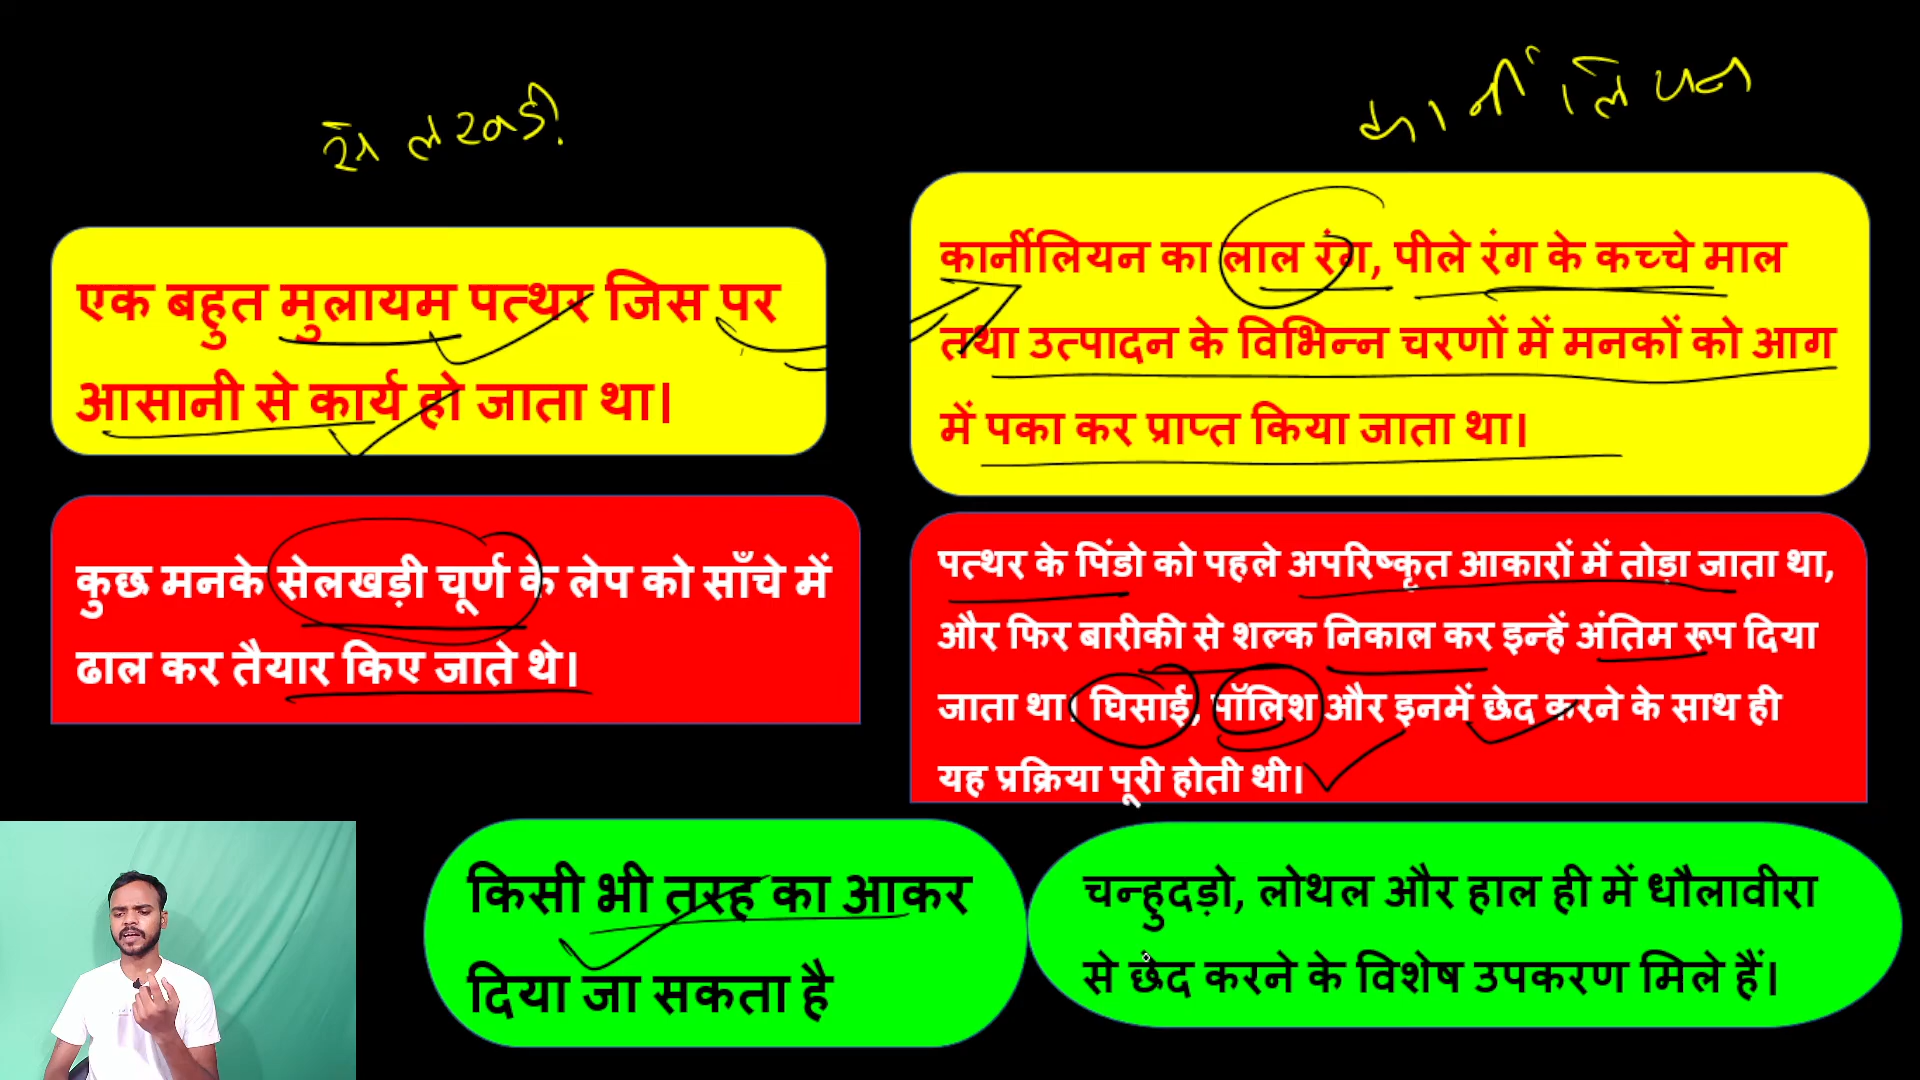 सेलखडी
एक बहुत मुलायम पत्थर जिस पर
आसानी से कार्य हो जाता था।
कुछ मनके सेलखड़ी चूर्ण के लेप को साँचे में
ढाल कर तैयार किए जाते थे।
किसी भी तरह का आकर
दिया जा सकता है
कार्नीलियन
कार्नीलियन का लाल रंग, पीले रंग के कच्चे माल
तथा उत्पादन के विभिन्न चरणों में मनकों को आग
में पका कर प्राप्त किया जाता था।
पत्थर के पिंडो को पहले अपरिष्कृत आकारों में तोड़ा जाता था,
और फिर बारीकी से शल्क निकाल कर इन्हें अंतिम रूप दिया
जाता था। घिसाई, पॉलिश और इनमें छेद करने के साथ ही
यह प्रक्रिया पूरी होती थी।
चन्हुदड़ो, लोथल और हाल ही में धौलावीरा
से छेद करने के विशेष उपकरण मिले हैं।